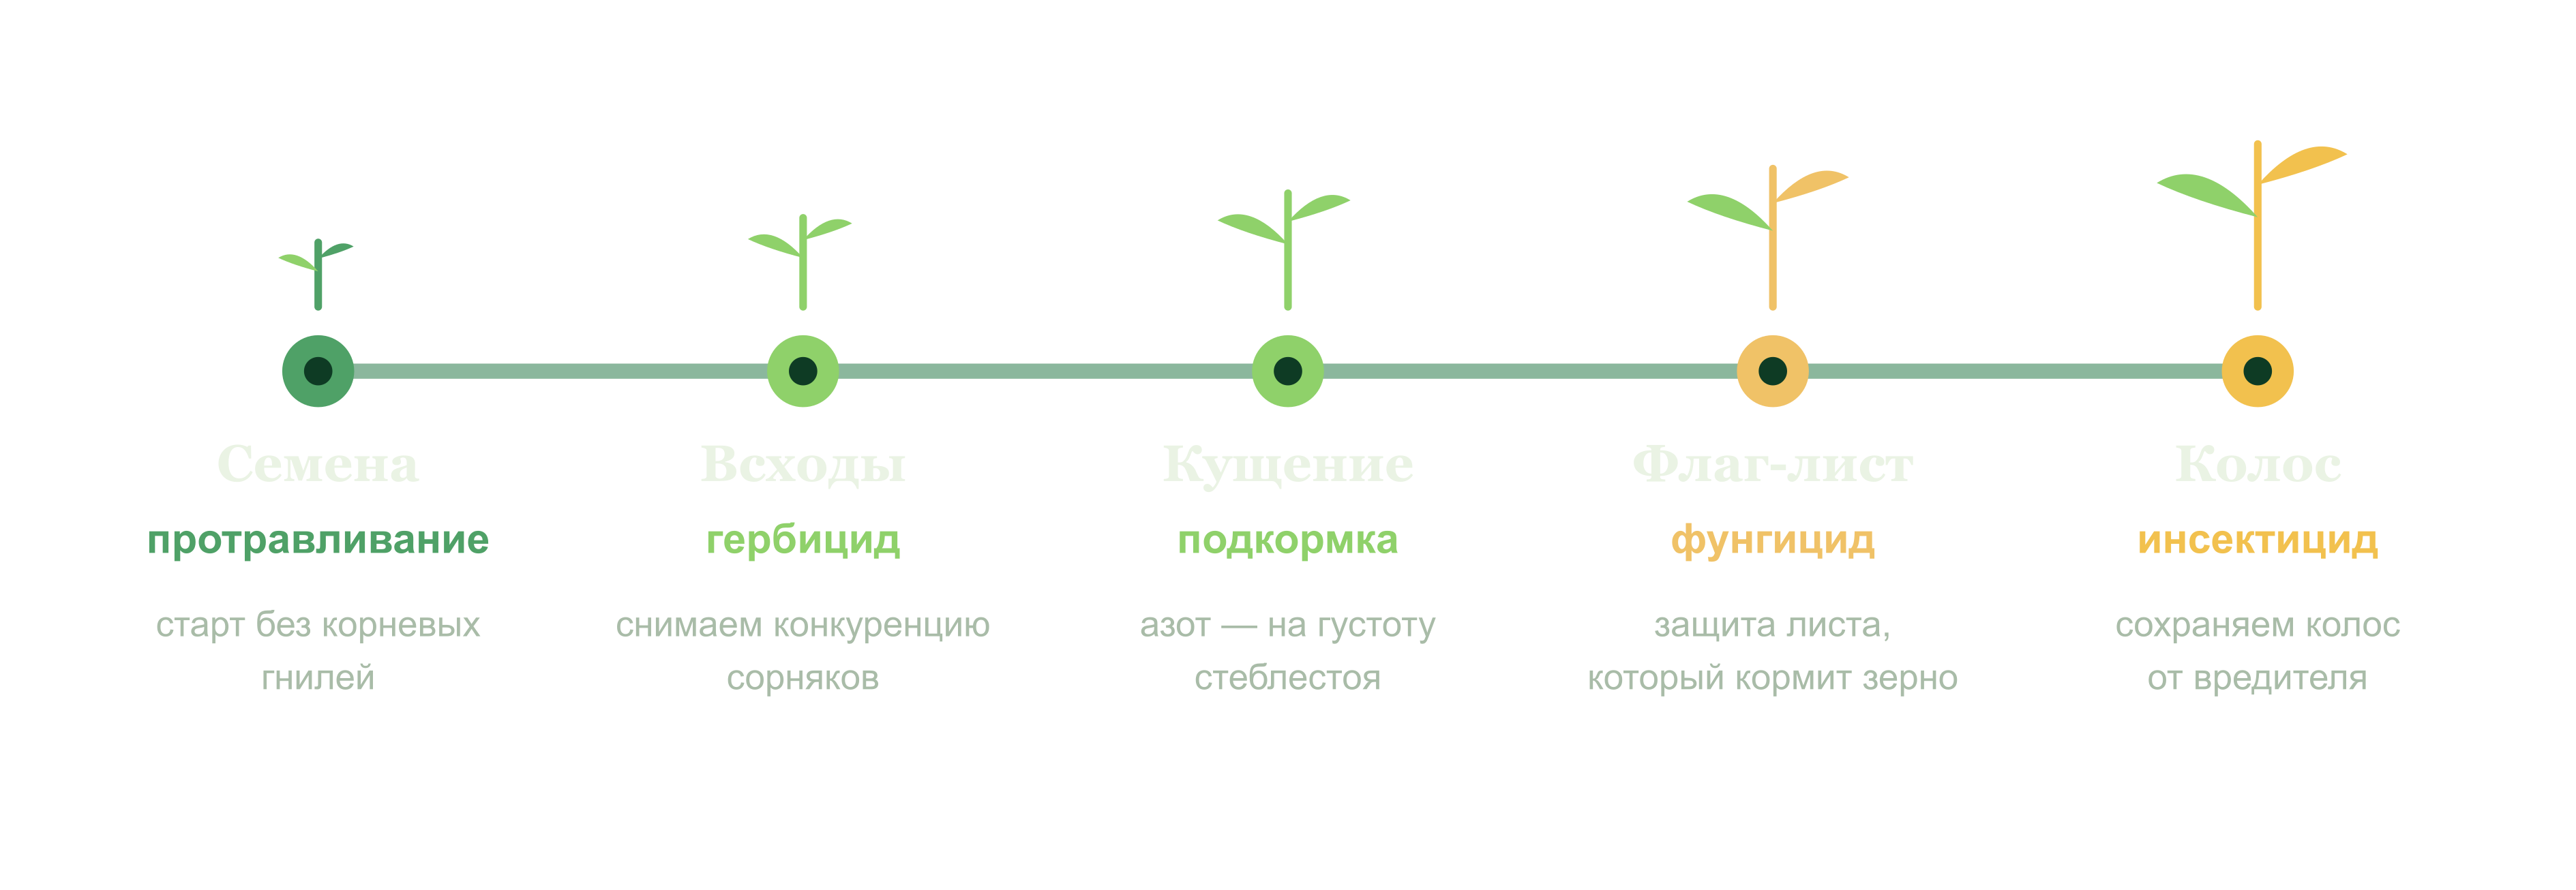 Семена
протравливание
старт без корневых
гнилей
Всходы
гербицид
снимаем конкуренцию
сорняков
Кущение
подкормка
азот — на густоту
стеблестоя
Флаг-лист
фунгицид
защита листа,
который кормит зерно
Колос
инсектицид
сохраняем колос
от вредителя